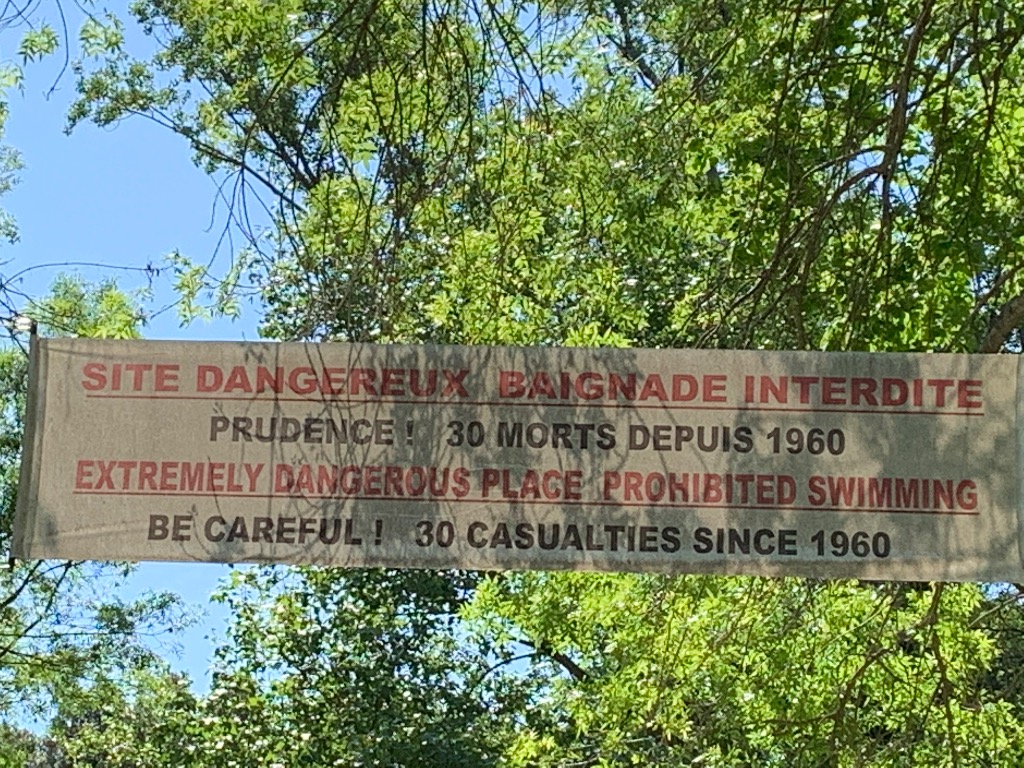 SITE DANGEREUX BAIGNADE INTERDITE
PRUDENCE ! 30 MORTS DEPUIS 1960
EXTREMELY DANGEROUS PLACE PROHIBITED SWIMMING
BE CAREFUL ! 30 CASUALTIES SINCE 1960